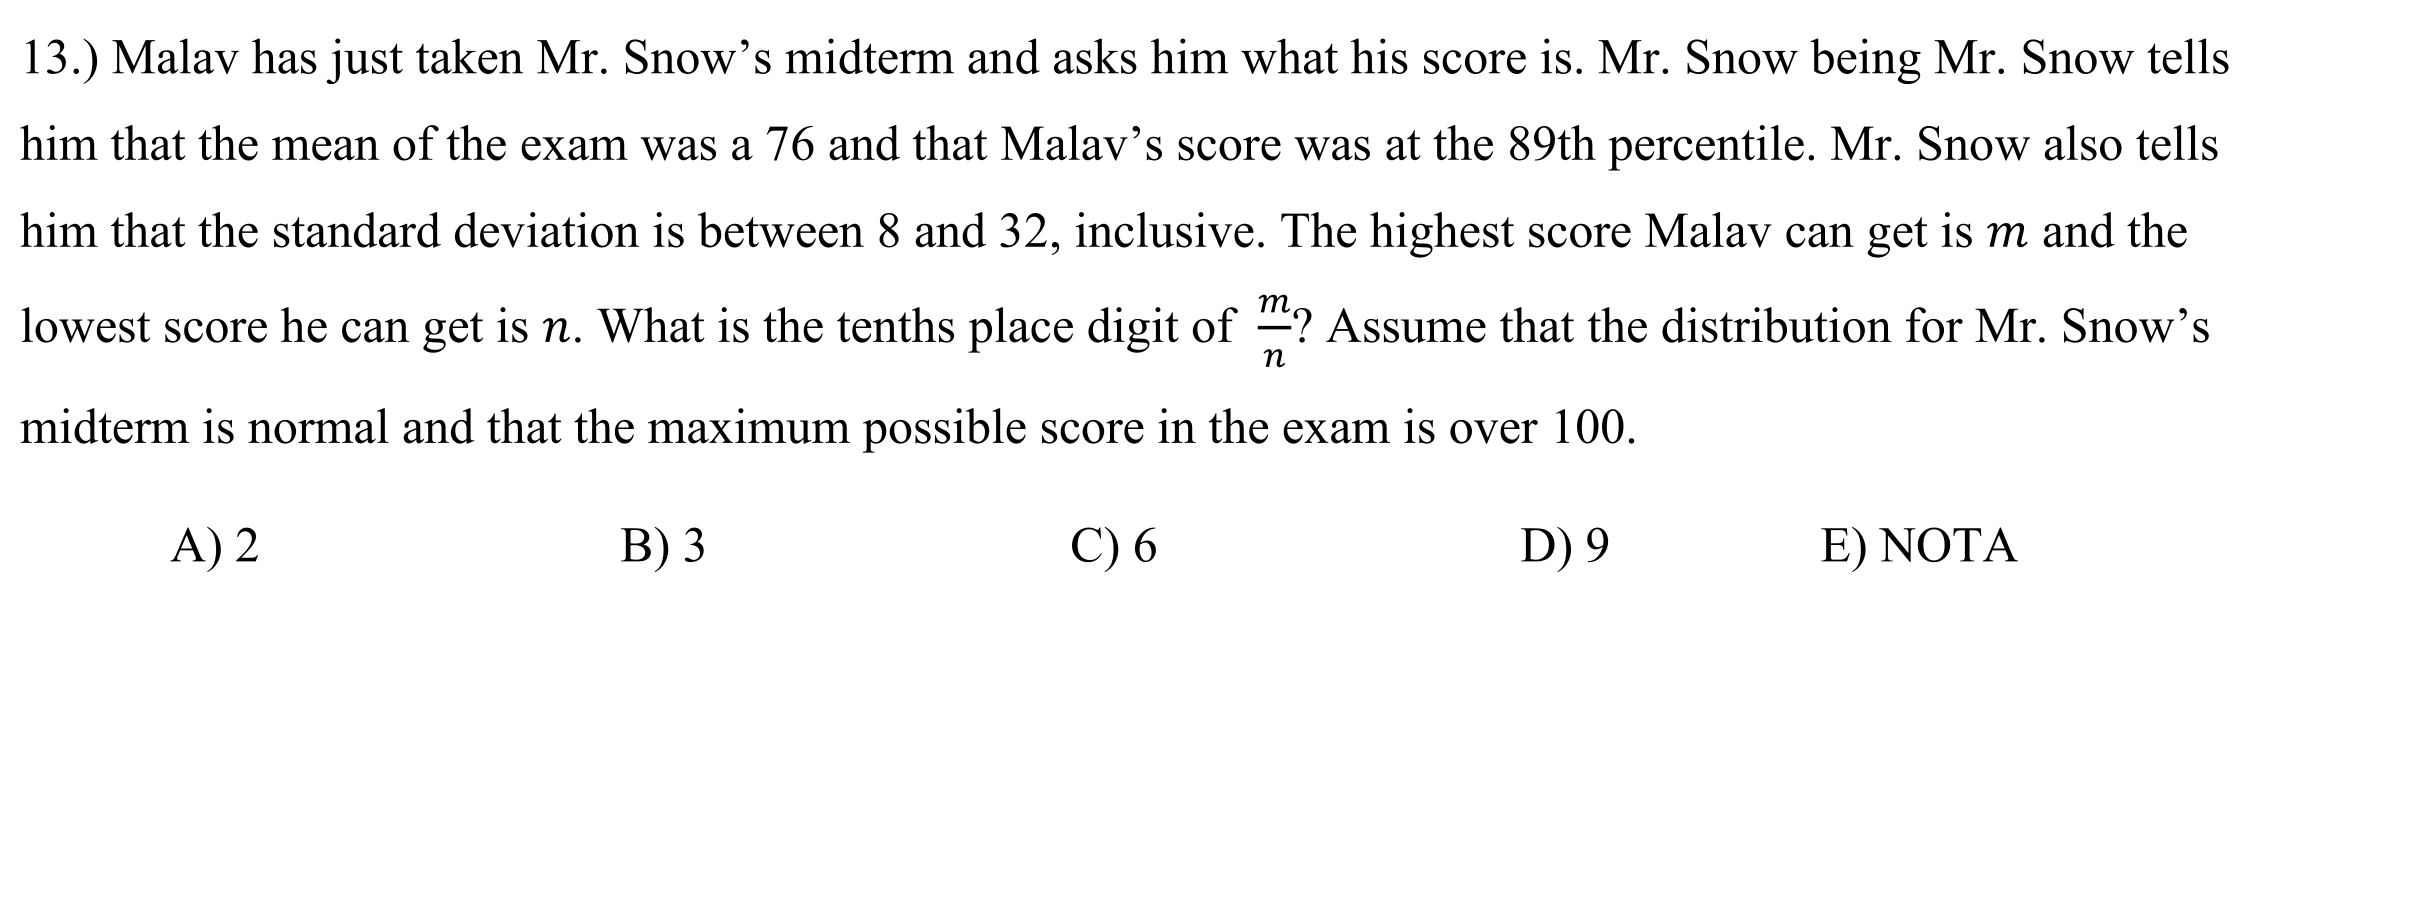 13.) Malav has just taken Mr. Snow’s midterm and asks him what his score is. Mr. Snow being Mr. Snow tells
him that the mean of the exam was a 76 and that Malav’s score was at the 89th percentile. Mr. Snow also tells
him that the standard deviation is between 8 and 32, inclusive. The highest score Malav can get is m and the
lowest score he can get is n. What is the tenths place digit of m/n? Assume that the distribution for Mr. Snow’s
midterm is normal and that the maximum possible score in the exam is over 100.
A) 2 B) 3 C) 6 D) 9 E) NOTA